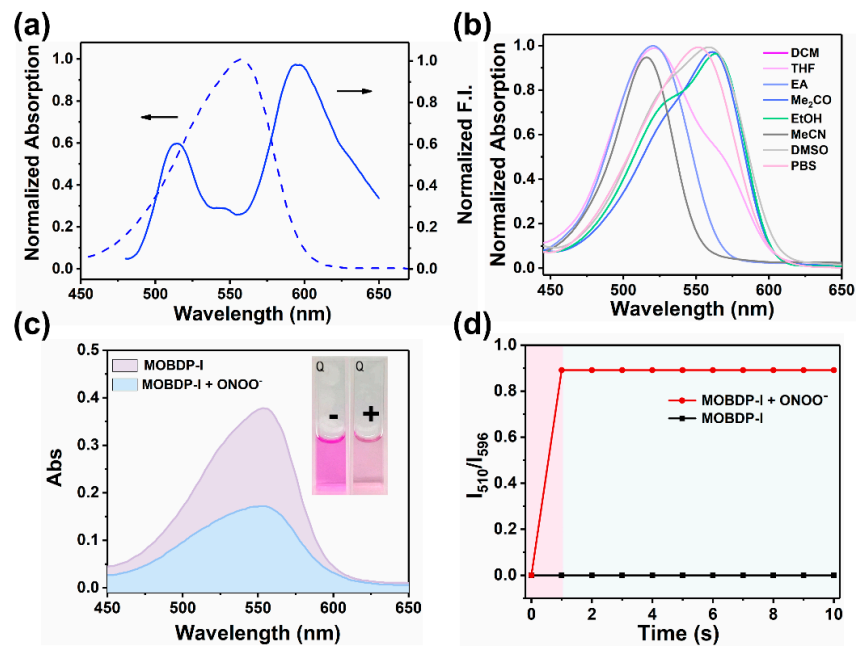 (a)
Normalized Absorption
1.0
0.8
0.6
0.4
0.2
0.0
1.0
0.8
0.6
0.4
0.2
0.0
Normalized F.I.
450 500 550 600 650
Wavelength (nm)
(b)
Normalized Absorption
1.0
0.8
0.6
0.4
0.2
0.0
DCM
THF
EA
Me₂CO
EtOH
MeCN
DMSO
PBS
450 500 550 600 650
Wavelength (nm)
(c)
Abs
0.5
0.4
0.3
0.2
0.1
0.0
MOBDP-I
MOBDP-I + ONOO⁻
Q Q
- +
450 500 550 600 650
Wavelength (nm)
(d)
I₅₁₀/I₅₉₆
1.0
0.8
0.6
0.4
0.2
0.0
MOBDP-I + ONOO⁻
MOBDP-I
0 2 4 6 8 10
Time (s)